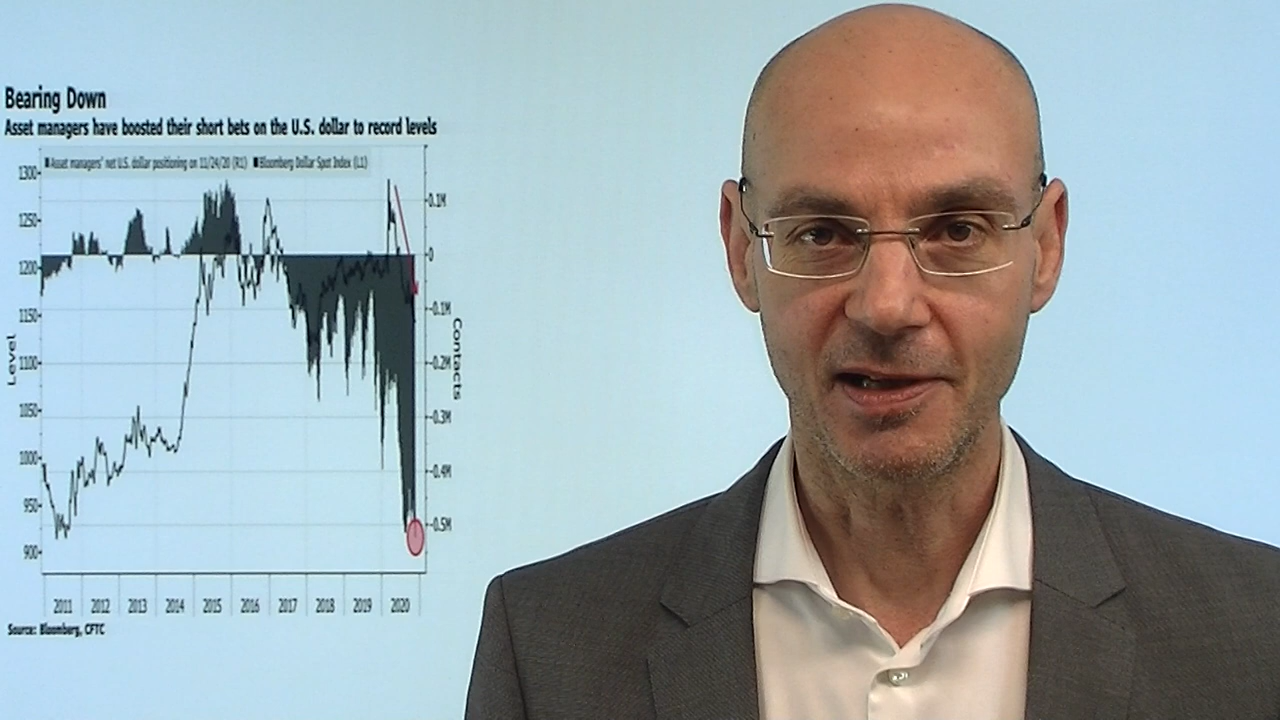 Bearing Down
Asset managers have boosted their short bets on the U.S. dollar to record levels
Asset managers' net U.S. dollar positioning on 11/24/20 (R1) Bloomberg Dollar Spot Index (L1)
1300
1250
1200
1150
1100
1050
1000
950
900
Level
0.1M
0
-0.1M
-0.2M
-0.3M
-0.4M
-0.5M
Contacts
2011 2012 2013 2014 2015 2016 2017 2018 2019 2020
Source: Bloomberg, CFTC